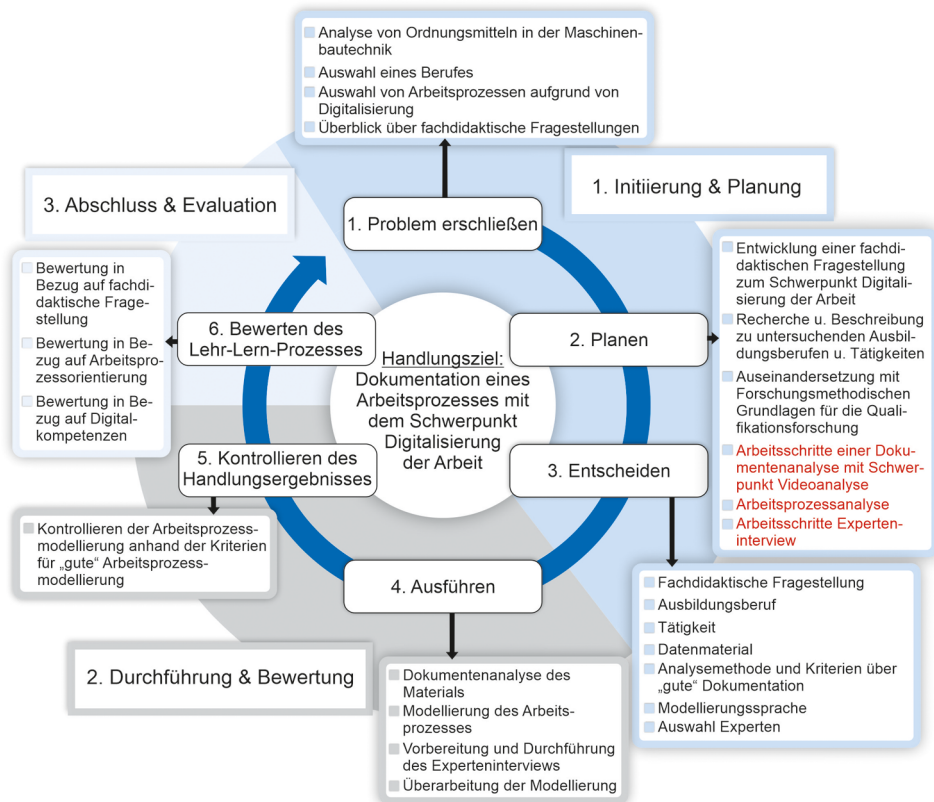 Analyse von Ordnungsmitteln in der Maschinen-
bautechnik
Auswahl eines Berufes
Auswahl von Arbeitsprozessen aufgrund von
Digitalisierung
Überblick über fachdidaktische Fragestellungen
1. Initiierung & Planung
3. Abschluss & Evaluation
1. Problem erschließen
Entwicklung einer fachdi-
daktischen Fragestellung
zum Schwerpunkt Digitali-
sierung der Arbeit
Recherche u. Beschreibung
zu untersuchenden Ausbil-
dungsberufen u. Tätigkeiten
Auseinandersetzung mit
Forschungsmethodischen
Grundlagen für die Quali-
fikationsforschung
Arbeitsschritte einer Doku-
mentenanalyse mit Schwer-
punkt Videoanalyse
Arbeitsprozessanalyse
Arbeitsschritte Experten-
interview
Bewertung in
Bezug auf fachdi-
daktische Frage-
stellung
Bewertung in Be-
zug auf Arbeitspro-
zessorientierung
Bewertung in Be-
zug auf Digital-
kompetenzen
6. Bewerten des
Lehr-Lern-Prozesses
2. Planen
Handlungsziel:
Dokumentation eines
Arbeitsprozesses mit
dem Schwerpunkt
Digitalisierung
der Arbeit
5. Kontrollieren des
Handlungsergebnisses
3. Entscheiden
Kontrollieren der Arbeitsprozess-
modellierung anhand der Kriterien
für „gute“ Arbeitsprozess-
modellierung
4. Ausführen
Fachdidaktische Fragestellung
Ausbildungsberuf
Tätigkeit
Datenmaterial
Analysemethode und Kriterien über
„gute“ Dokumentation
Modellierungssprache
Auswahl Experten
2. Durchführung & Bewertung
Dokumentenanalyse des
Materials
Modellierung des Arbeits-
prozesses
Vorbereitung und Durchführung
des Experteninterviews
Überarbeitung der Modellierung